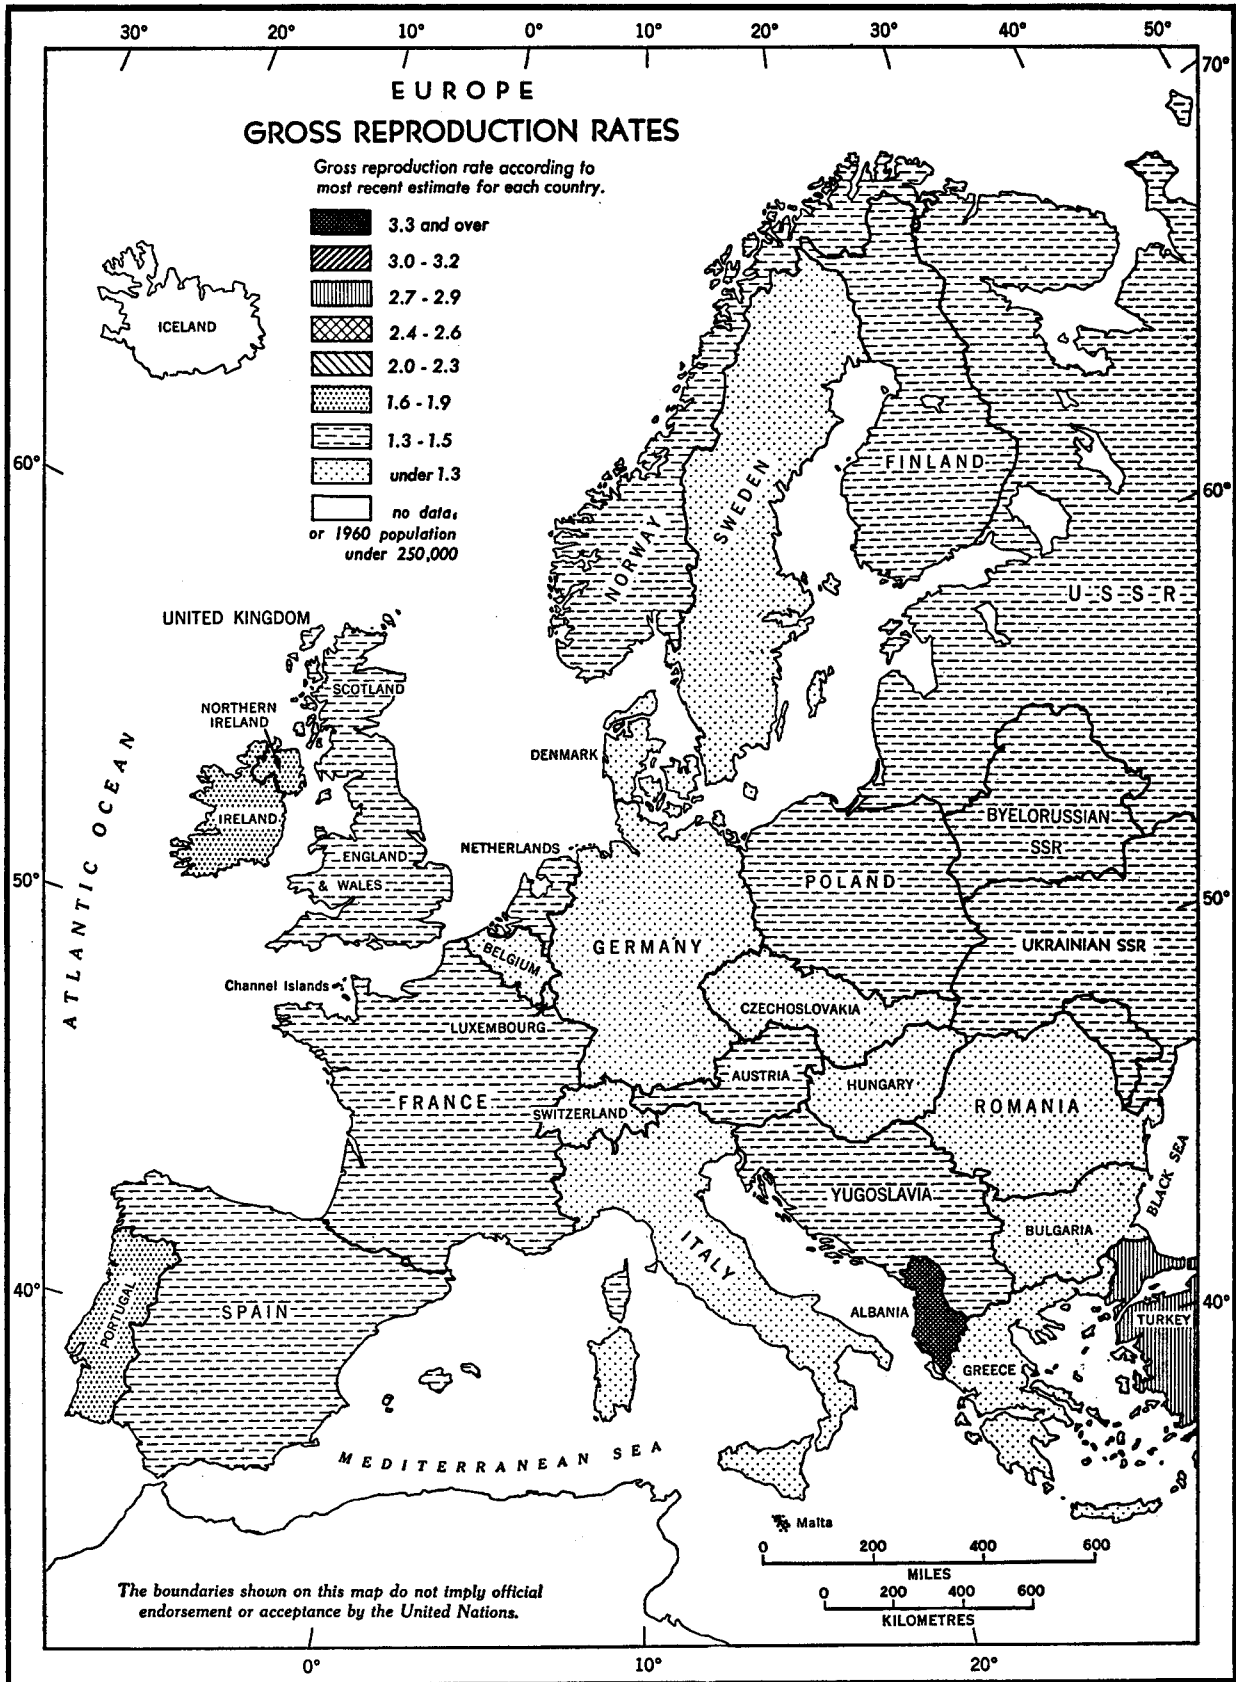 30° 20° 10° 0° 10° 20° 30° 40° 50°
70°
EUROPE
GROSS REPRODUCTION RATES
Gross reproduction rate according to
most recent estimate for each country.
3.3 and over
3.0 - 3.2
2.7 - 2.9
2.4 - 2.6
2.0 - 2.3
1.6 - 1.9
1.3 - 1.5
under 1.3
no data,
or 1960 population
under 250,000
ICELAND
60°
60°
FINLAND
SWEDEN
NORWAY
U S S R
UNITED KINGDOM
SCOTLAND
NORTHERN
IRELAND
DENMARK
ATLANTIC OCEAN
IRELAND
ENGLAND
& WALES
NETHERLANDS
BYELORUSSIAN
SSR
50°
50°
POLAND
GERMANY
BELGIUM
UKRAINIAN SSR
Channel Islands
LUXEMBOURG
CZECHOSLOVAKIA
AUSTRIA
HUNGARY
FRANCE
SWITZERLAND
ROMANIA
BLACK SEA
YUGOSLAVIA
BULGARIA
ITALY
40°
40°
PORTUGAL
SPAIN
ALBANIA
TURKEY
GREECE
MEDITERRANEAN SEA
Malta
0 200 400 600
MILES
0 200 400 600
KILOMETRES
The boundaries shown on this map do not imply official
endorsement or acceptance by the United Nations.
0° 10° 20°